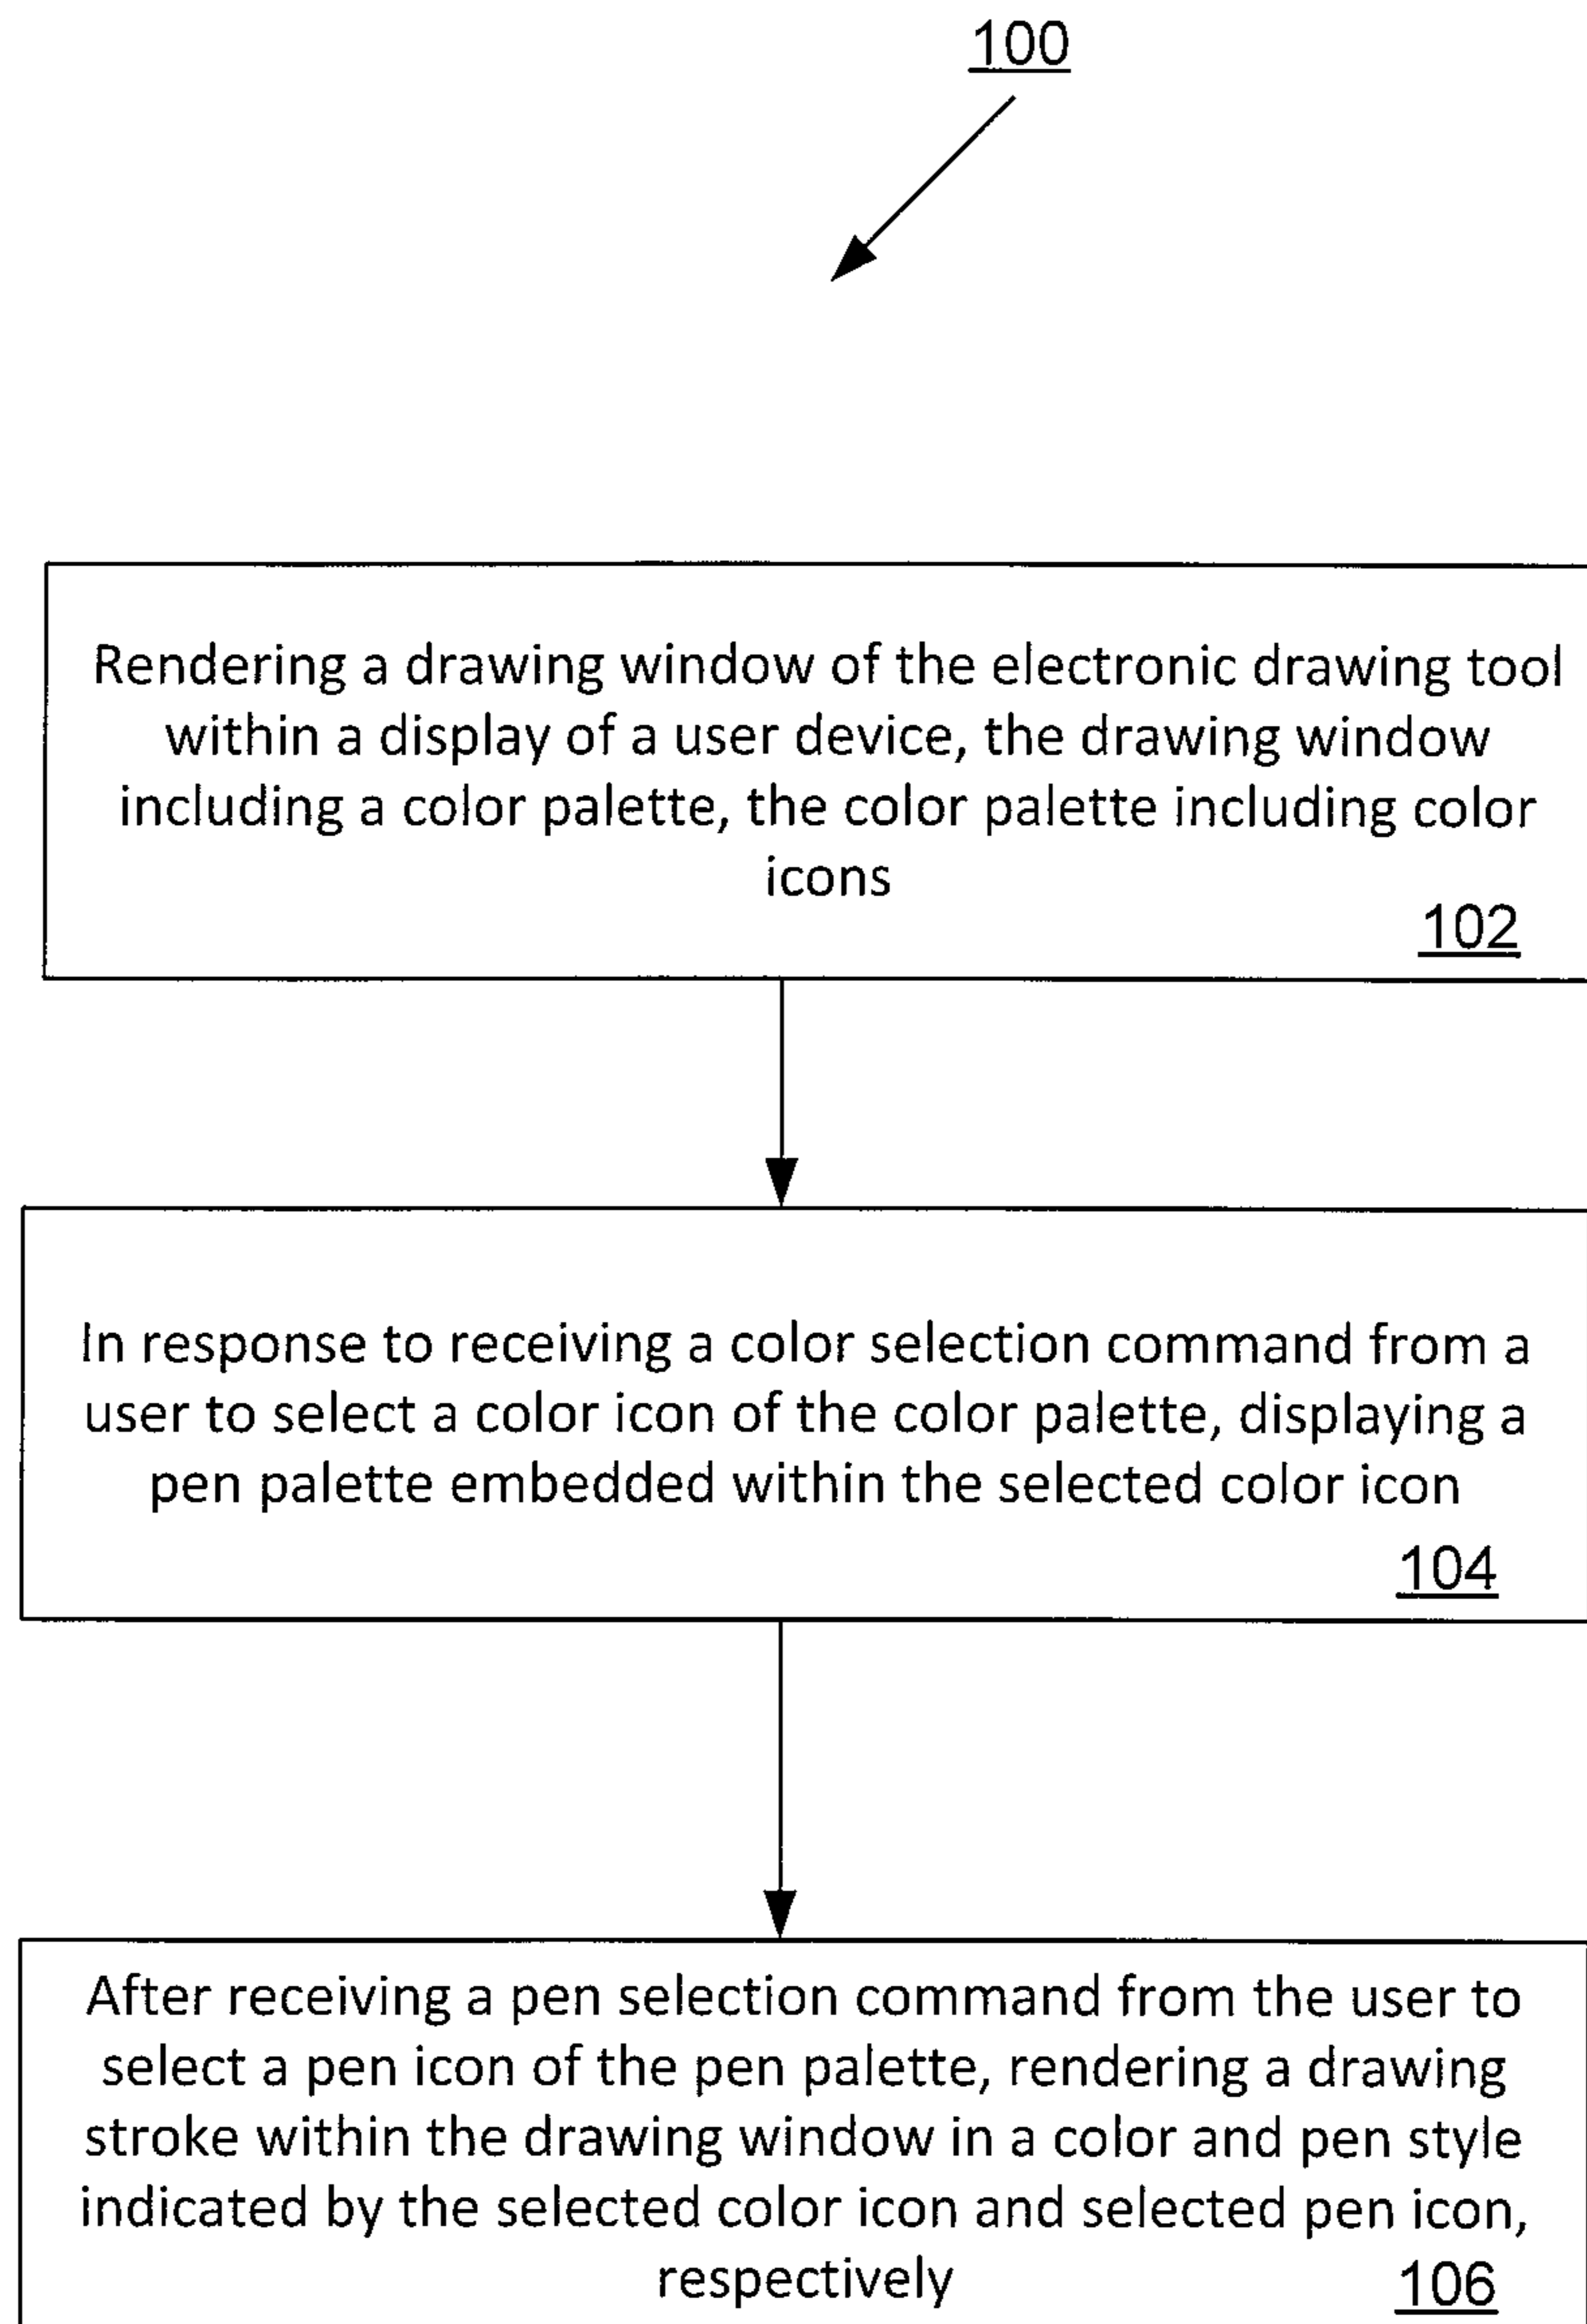 100
Rendering a drawing window of the electronic drawing tool
within a display of a user device, the drawing window
including a color palette, the color palette including color
icons
102
In response to receiving a color selection command from a
user to select a color icon of the color palette, displaying a
pen palette embedded within the selected color icon
104
After receiving a pen selection command from the user to
select a pen icon of the pen palette, rendering a drawing
stroke within the drawing window in a color and pen style
indicated by the selected color icon and selected pen icon,
respectively
106